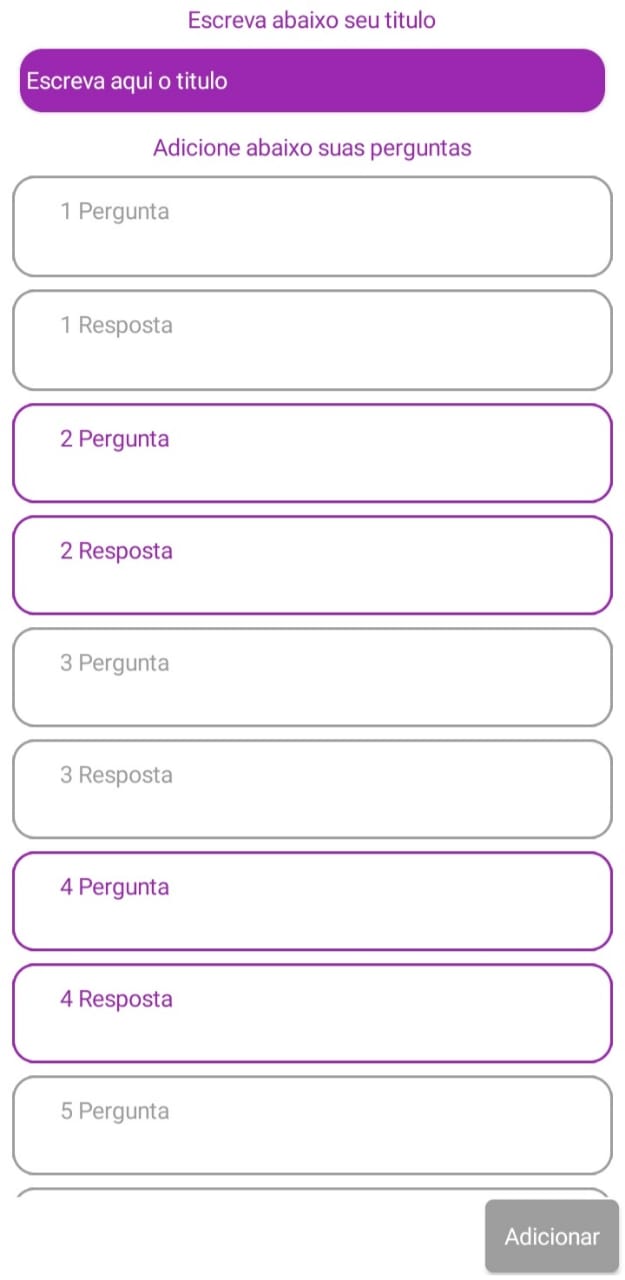 Escreva abaixo seu titulo
Escreva aqui o titulo
Adicione abaixo suas perguntas
1 Pergunta
1 Resposta
2 Pergunta
2 Resposta
3 Pergunta
3 Resposta
4 Pergunta
4 Resposta
5 Pergunta
Adicionar